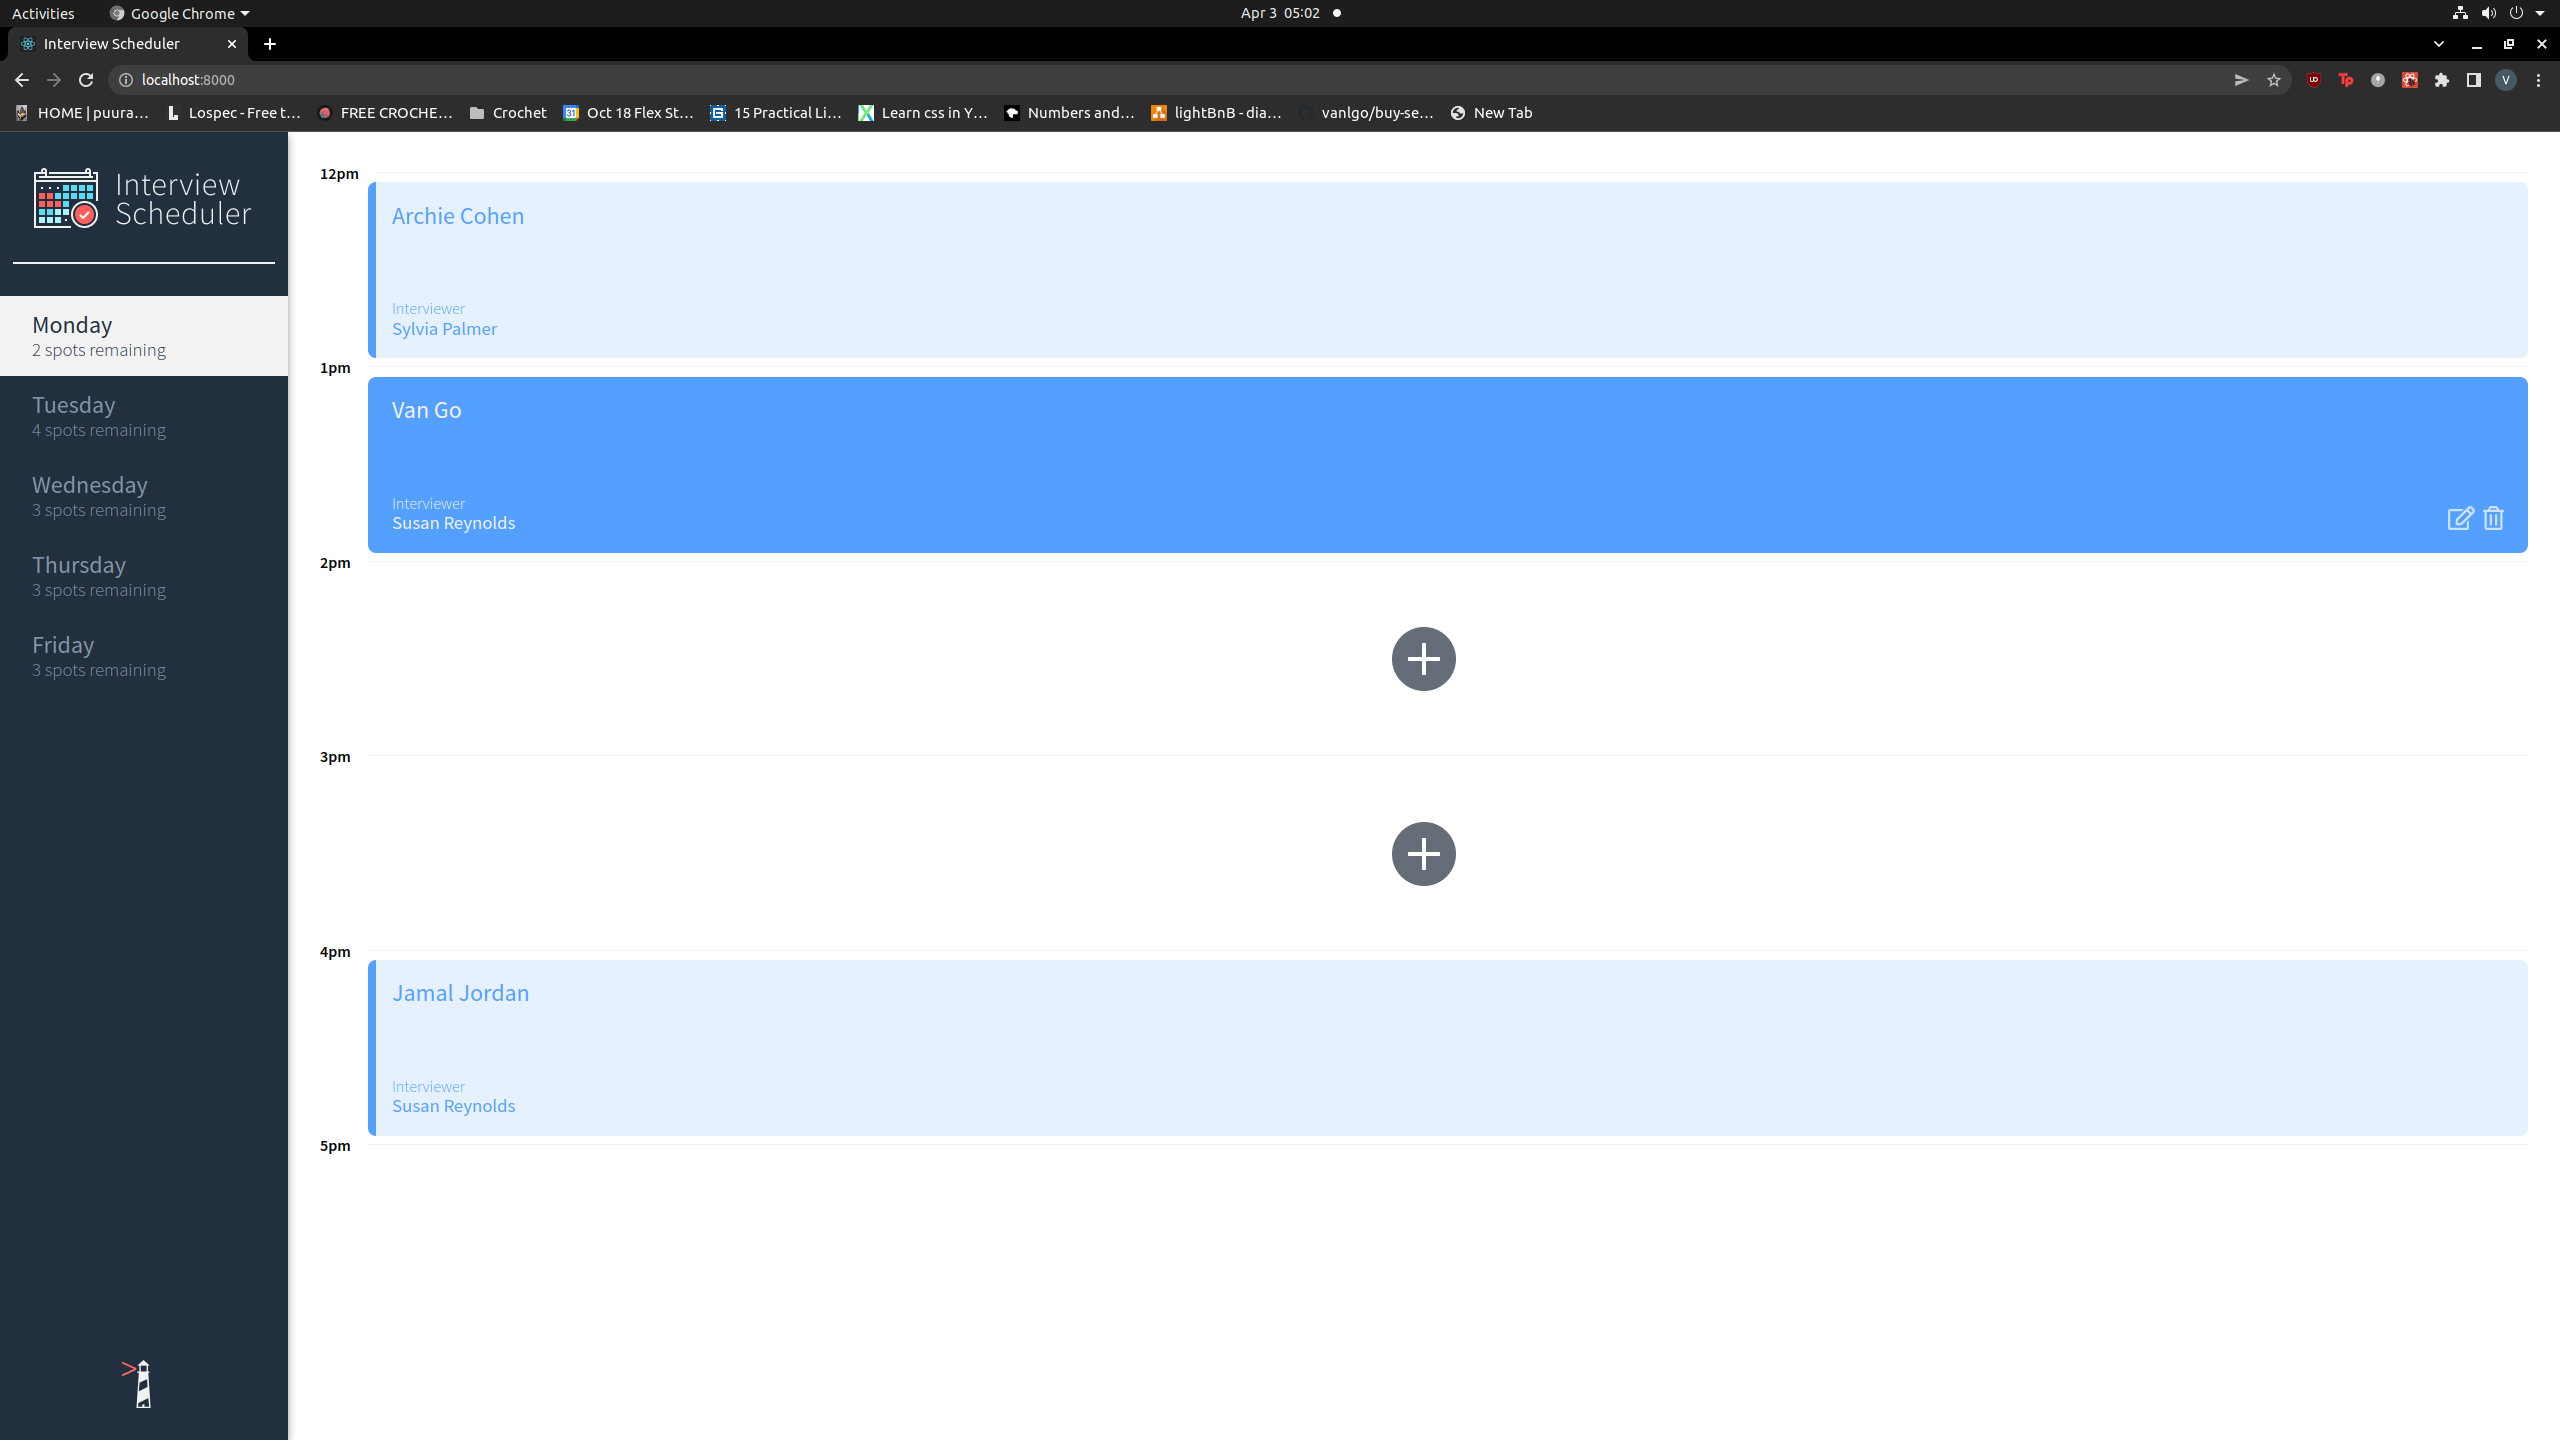 Activities
Google Chrome
Apr 3 05:02
Interview Scheduler
localhost:8000
V
HOME | puura...
Lospec - Free t...
FREE CROCHE...
Crochet
Oct 18 Flex St...
15 Practical Li...
Learn css in Y...
Numbers and...
lightBnB - dia...
vanlgo/buy-se...
New Tab
Interview
Scheduler
Monday
2 spots remaining
Tuesday
4 spots remaining
Wednesday
3 spots remaining
Thursday
3 spots remaining
Friday
3 spots remaining
12pm
Archie Cohen
Interviewer
Sylvia Palmer
1pm
Van Go
Interviewer
Susan Reynolds
2pm
3pm
4pm
Jamal Jordan
Interviewer
Susan Reynolds
5pm